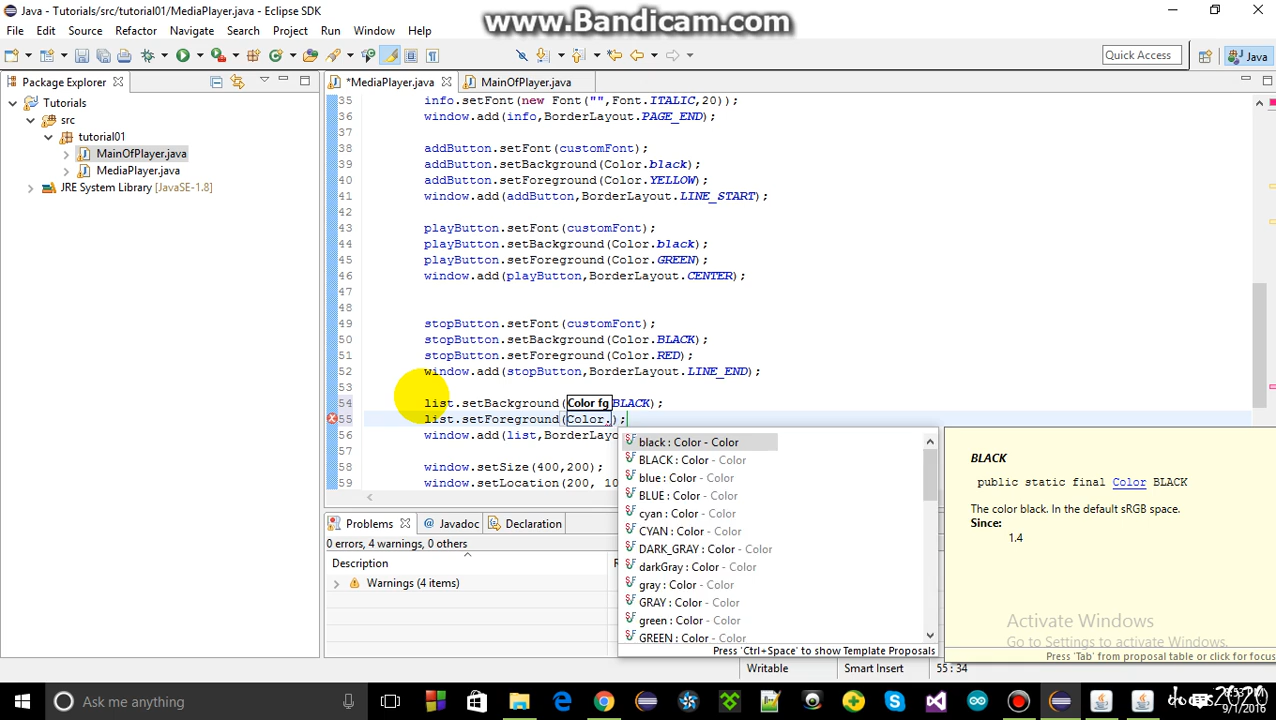 Java - Tutorials/src/tutorial01/MediaPlayer.java - Eclipse SDK
www.Bandicam.com
File Edit Source Refactor Navigate Search Project Run Window Help
Quick Access
Java
Package Explorer
*MediaPlayer.java
MainOfPlayer.java
Tutorials
src
tutorial01
MainOfPlayer.java
MediaPlayer.java
JRE System Library [JavaSE-1.8]
35 info.setFont(new Font("",Font.ITALIC,20));
36 window.add(info,BorderLayout.PAGE_END);
37
38 addButton.setFont(customFont);
39 addButton.setBackground(Color.black);
40 addButton.setForeground(Color.YELLOW);
41 window.add(addButton,BorderLayout.LINE_START);
42
43 playButton.setFont(customFont);
44 playButton.setBackground(Color.black);
45 playButton.setForeground(Color.GREEN);
46 window.add(playButton,BorderLayout.CENTER);
47
48
49 stopButton.setFont(customFont);
50 stopButton.setBackground(Color.BLACK);
51 stopButton.setForeground(Color.RED);
52 window.add(stopButton,BorderLayout.LINE_END);
53
54 list.setBackground(Color fg BLACK);
55 list.setForeground(Color.);
56 window.add(list,BorderLayo
57
58 window.setSize(400,200);
59 window.setLocation(200, 10
black : Color - Color
BLACK : Color - Color
blue : Color - Color
BLUE : Color - Color
cyan : Color - Color
CYAN : Color - Color
DARK_GRAY : Color - Color
darkGray : Color - Color
gray : Color - Color
GRAY : Color - Color
green : Color - Color
GREEN : Color - Color
Press 'Ctrl+Space' to show Template Proposals
BLACK
public static final Color BLACK
The color black. In the default sRGB space.
Since:
1.4
Activate Windows
Go to Settings to activate Windows.
Press 'Tab' from proposal table or click for focus
Problems
@ Javadoc
Declaration
0 errors, 4 warnings, 0 others
Description
Warnings (4 items)
Writable
Smart Insert
55 : 34
Ask me anything
9/1/2016